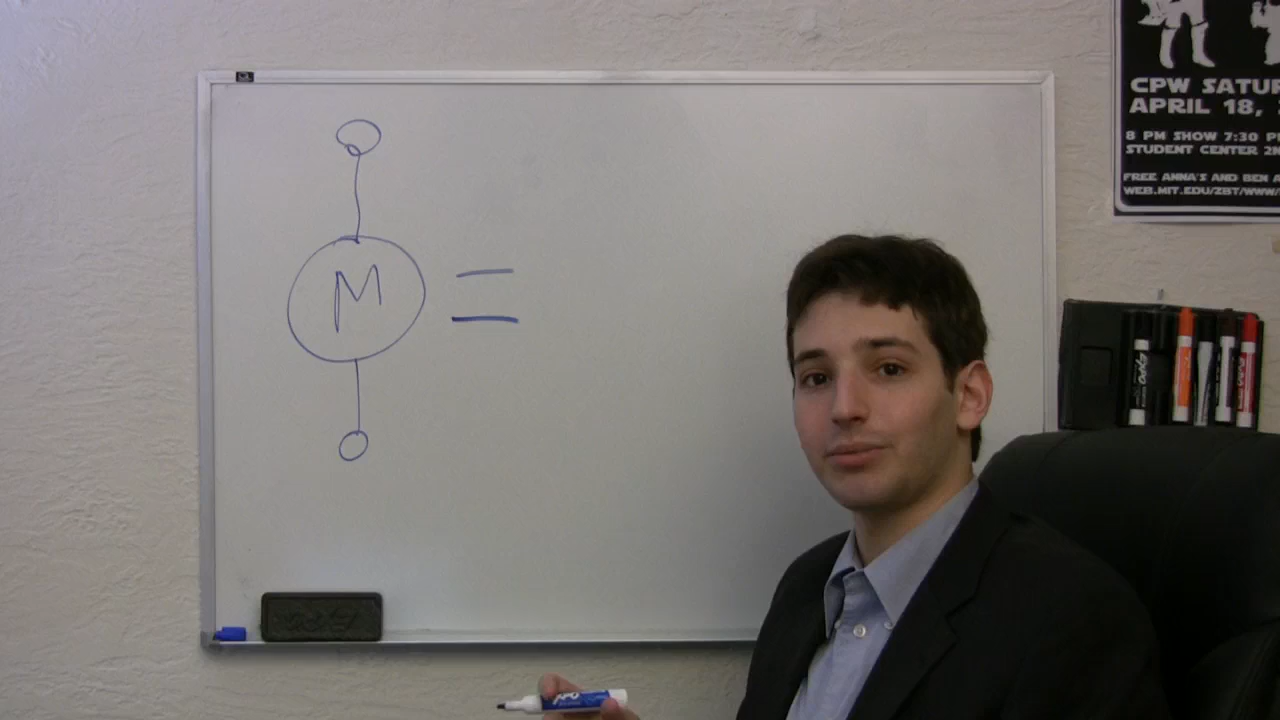 M =
CPW SATUR
APRIL 18,
8 PM SHOW 7:30 P
STUDENT CENTER 2N
FREE ANNA'S AND BEN A
WEB.MIT.EDU/ZBT/WWW/
EXPO